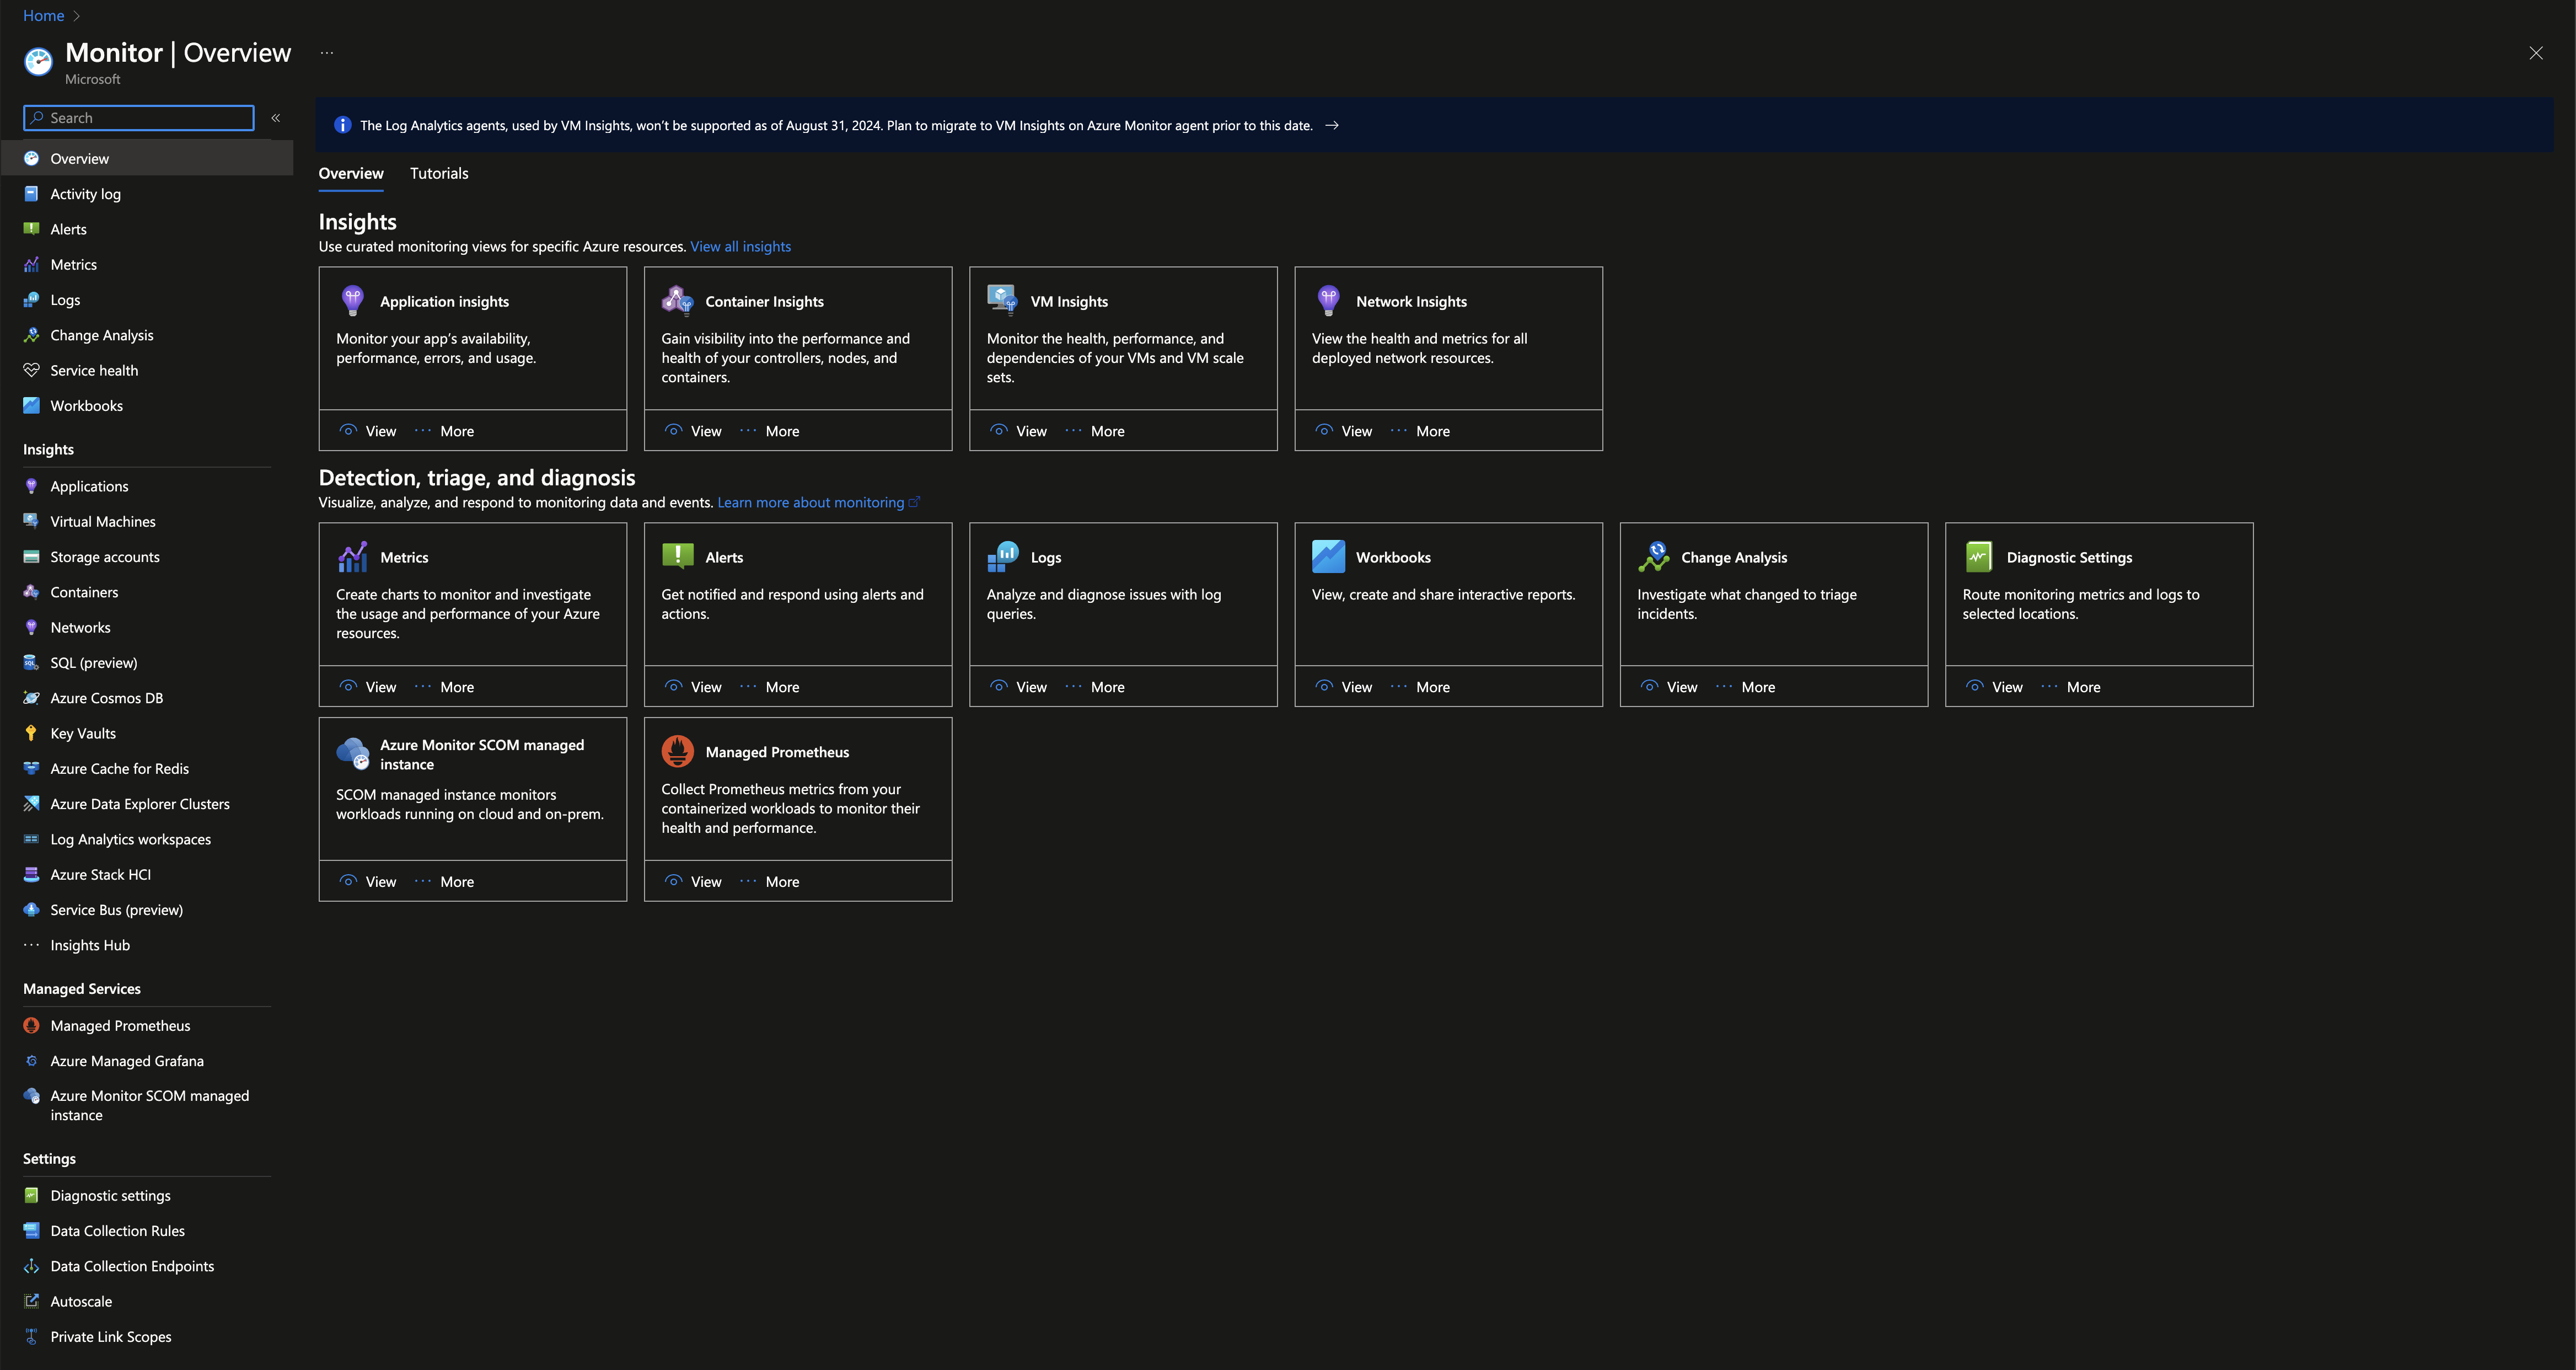 Home
Monitor | Overview
Microsoft
Search
Overview
Activity log
Alerts
Metrics
Logs
Change Analysis
Service health
Workbooks
Insights
Applications
Virtual Machines
Storage accounts
Containers
Networks
SQL (preview)
Azure Cosmos DB
Key Vaults
Azure Cache for Redis
Azure Data Explorer Clusters
Log Analytics workspaces
Azure Stack HCI
Service Bus (preview)
Insights Hub
Managed Services
Managed Prometheus
Azure Managed Grafana
Azure Monitor SCOM managed
instance
Settings
Diagnostic settings
Data Collection Rules
Data Collection Endpoints
Autoscale
Private Link Scopes
The Log Analytics agents, used by VM Insights, won’t be supported as of August 31, 2024. Plan to migrate to VM Insights on Azure Monitor agent prior to this date.
Overview Tutorials
Insights
Use curated monitoring views for specific Azure resources. View all insights
Application insights
Monitor your app’s availability,
performance, errors, and usage.
View More
Container Insights
Gain visibility into the performance and
health of your controllers, nodes, and
containers.
View More
VM Insights
Monitor the health, performance, and
dependencies of your VMs and VM scale
sets.
View More
Network Insights
View the health and metrics for all
deployed network resources.
View More
Detection, triage, and diagnosis
Visualize, analyze, and respond to monitoring data and events. Learn more about monitoring
Metrics
Create charts to monitor and investigate
the usage and performance of your Azure
resources.
View More
Alerts
Get notified and respond using alerts and
actions.
View More
Logs
Analyze and diagnose issues with log
queries.
View More
Workbooks
View, create and share interactive reports.
View More
Change Analysis
Investigate what changed to triage
incidents.
View More
Diagnostic Settings
Route monitoring metrics and logs to
selected locations.
View More
Azure Monitor SCOM managed
instance
SCOM managed instance monitors
workloads running on cloud and on-prem.
View More
Managed Prometheus
Collect Prometheus metrics from your
containerized workloads to monitor their
health and performance.
View More